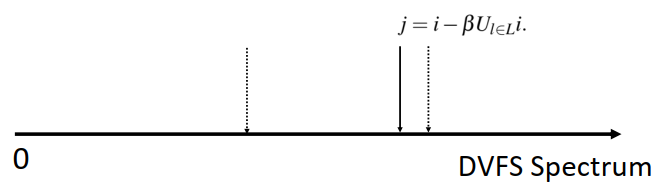 j = i − βU_{l∈L}i.
0
DVFS Spectrum